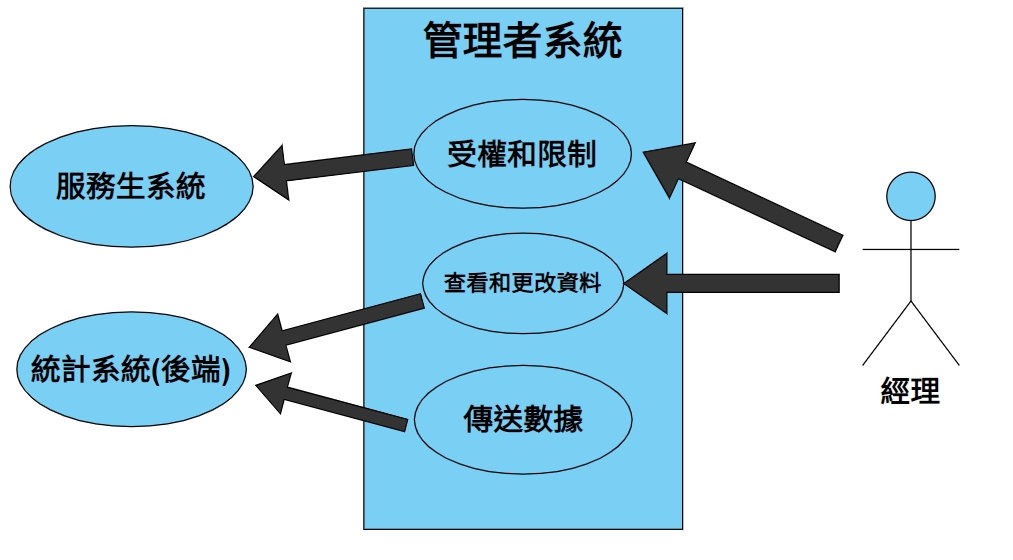 管理者系統
受權和限制
服務生系統
查看和更改資料
統計系統(後端)
傳送數據
經理